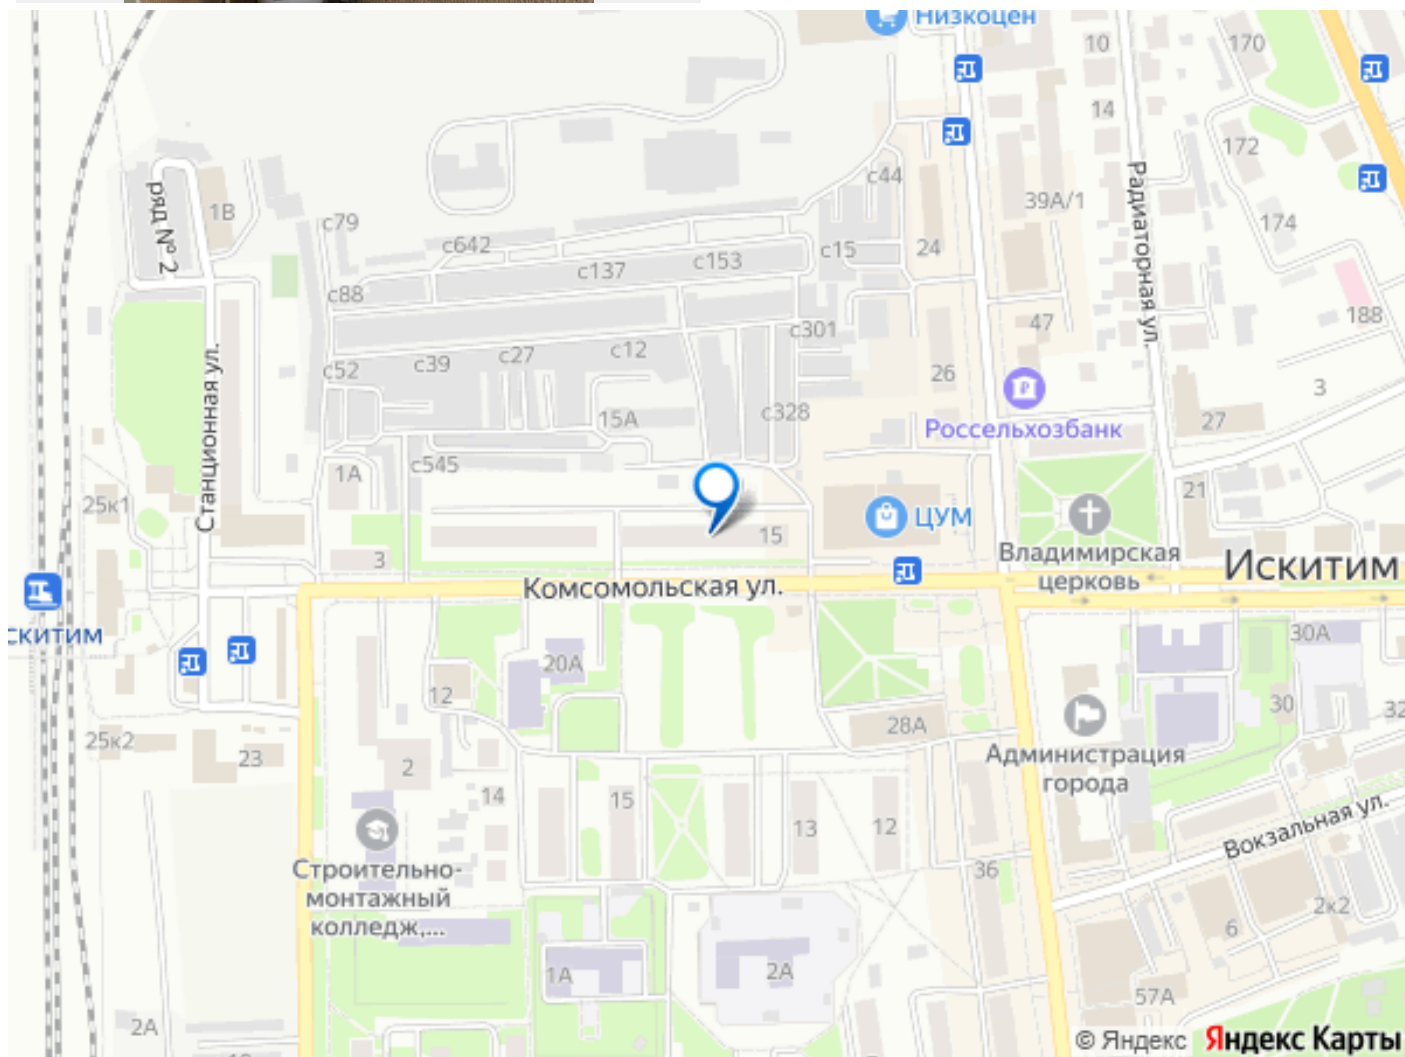 Низкоцен
10
170
14
172
ряд № 2
1В
с79
с44
39А/1
Радиаторная ул.
174
с642
с137
с153
с15
24
с88
188
с301
47
Станционная ул.
с52
с39
с27
с12
26
3
15А
с328
Россельхозбанк
27
с545
1А
25к1
21
ЦУМ
15
3
Владимирская
церковь
Искитим
Комсомольская ул.
скитим
20А
30А
12
30
32
28А
25к2
23
2
Администрация
города
14
15
13
12
Вокзальная ул.
Строительно-
монтажный
колледж,...
36
2к2
6
1А
2А
57А
2А
© Яндекс Яндекс Карты